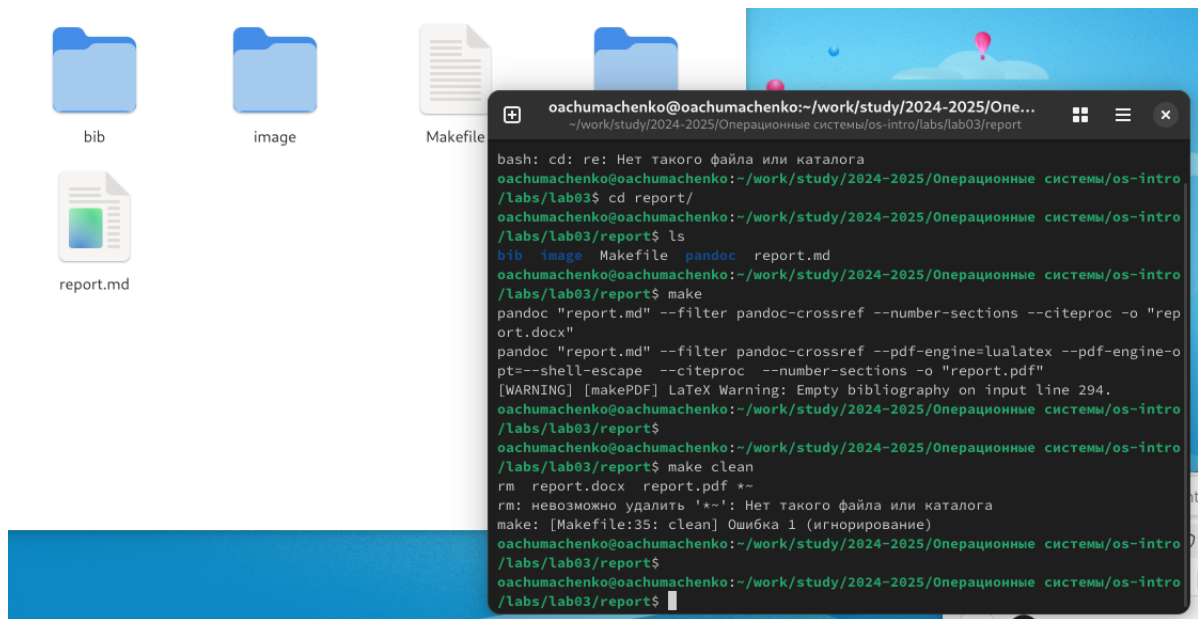 bib
image
Makefile
report.md
oachumachenko@oachumachenko:~/work/study/2024-2025/Опе...
~/work/study/2024-2025/Операционные системы/os-intro/labs/lab03/report
bash: cd: re: Нет такого файла или каталога
oachumachenko@oachumachenko:~/work/study/2024-2025/Операционные системы/os-intro
/labs/lab03$ cd report/
oachumachenko@oachumachenko:~/work/study/2024-2025/Операционные системы/os-intro
/labs/lab03/report$ ls
bib image Makefile pandoc report.md
oachumachenko@oachumachenko:~/work/study/2024-2025/Операционные системы/os-intro
/labs/lab03/report$ make
pandoc "report.md" --filter pandoc-crossref --number-sections --citeproc -o "rep
ort.docx"
pandoc "report.md" --filter pandoc-crossref --pdf-engine=lualatex --pdf-engine-o
pt=--shell-escape --citeproc --number-sections -o "report.pdf"
[WARNING] [makePDF] LaTeX Warning: Empty bibliography on input line 294.
oachumachenko@oachumachenko:~/work/study/2024-2025/Операционные системы/os-intro
/labs/lab03/report$
oachumachenko@oachumachenko:~/work/study/2024-2025/Операционные системы/os-intro
/labs/lab03/report$ make clean
rm report.docx report.pdf *~
rm: невозможно удалить '*~': Нет такого файла или каталога
make: [Makefile:35: clean] Ошибка 1 (игнорирование)
oachumachenko@oachumachenko:~/work/study/2024-2025/Операционные системы/os-intro
/labs/lab03/report$
oachumachenko@oachumachenko:~/work/study/2024-2025/Операционные системы/os-intro
/labs/lab03/report$